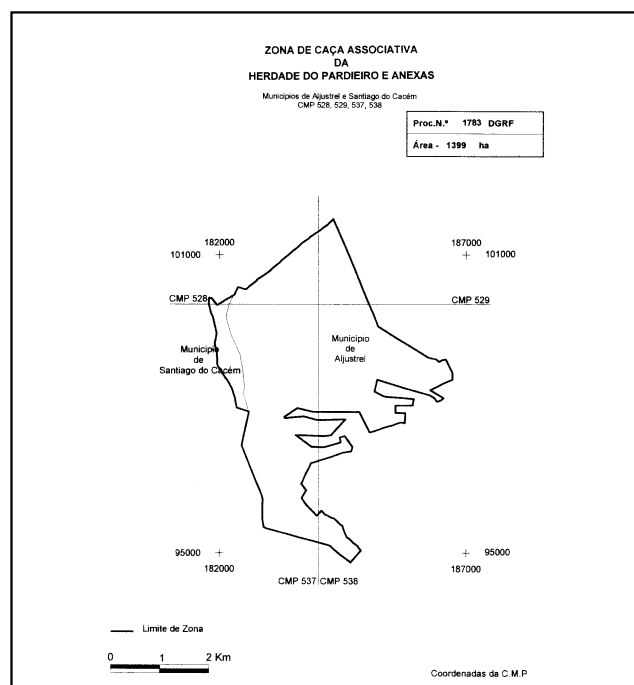 ZONA DE CAÇA ASSOCIATIVA
DA
HERDADE DO PARDIEIRO E ANEXAS
Municipios de Aljustrel e Santiago do Cacém
CMP 528, 529, 537, 538
Proc.N.º 1783 DGRF
Área - 1399 ha
182000
187000
101000
101000
CMP 528
CMP 529
Município
de
Aljustrel
Município
de
Santiago do Cacém
95000
95000
182000
187000
CMP 537
CMP 538
Limite de Zona
0 1 2 Km
Coordenadas da C.M.P